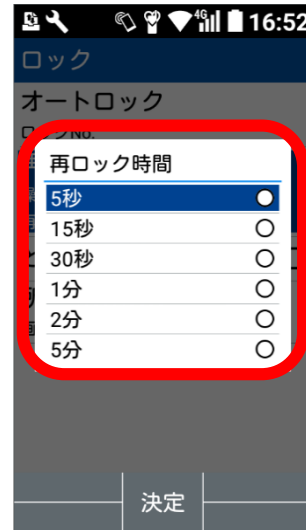 4G 16:52
ロック
オートロック
再ロック時間
5秒
15秒
30秒
1分
2分
5分
決定